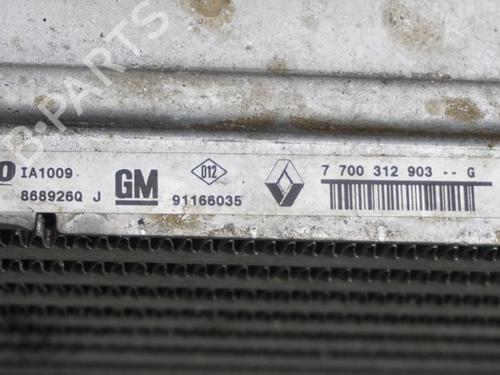 B-Parts
O IA1009
868926Q J
GM
91166035
D12
7 700 312 903 -- G